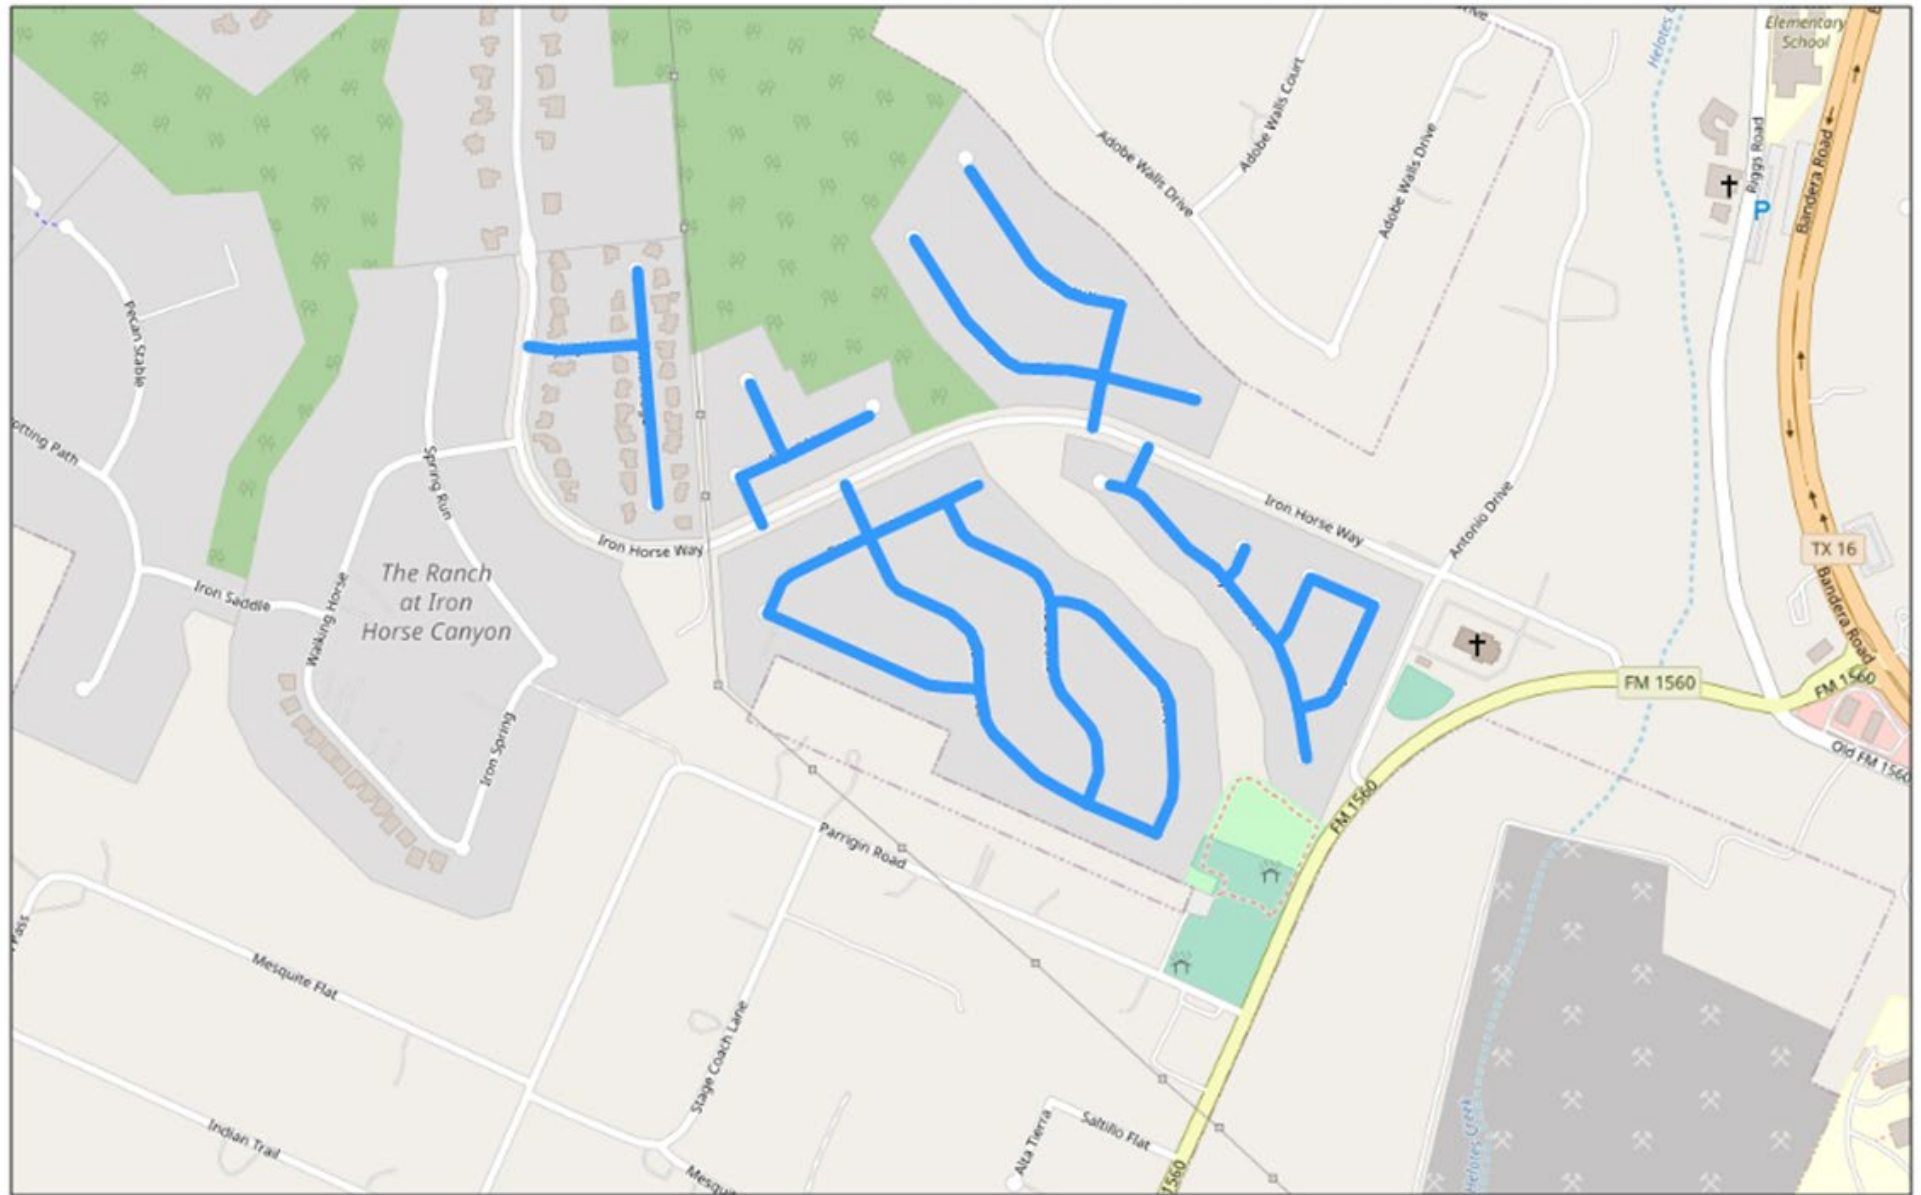 Elementary
School
Helotes
Adobe Walls Court
Adobe Walls Drive
Adobe Walls Drive
Riggs Road
Bandera Road
P
Pecan Stable
Spring Run
Iron Horse Way
Iron Horse Way
Antonio Drive
TX 16
Bandera Road
The Ranch
at Iron
Horse Canyon
Iron Saddle
Walking Horse
Iron Spring
FM 1560
FM 1560
Old FM 1560
FM 1560
Parrigin Road
Mesquite Flat
Stage Coach Lane
Indian Trail
Alta Tierra
Saltillo Flat
Helotes Creek
1560